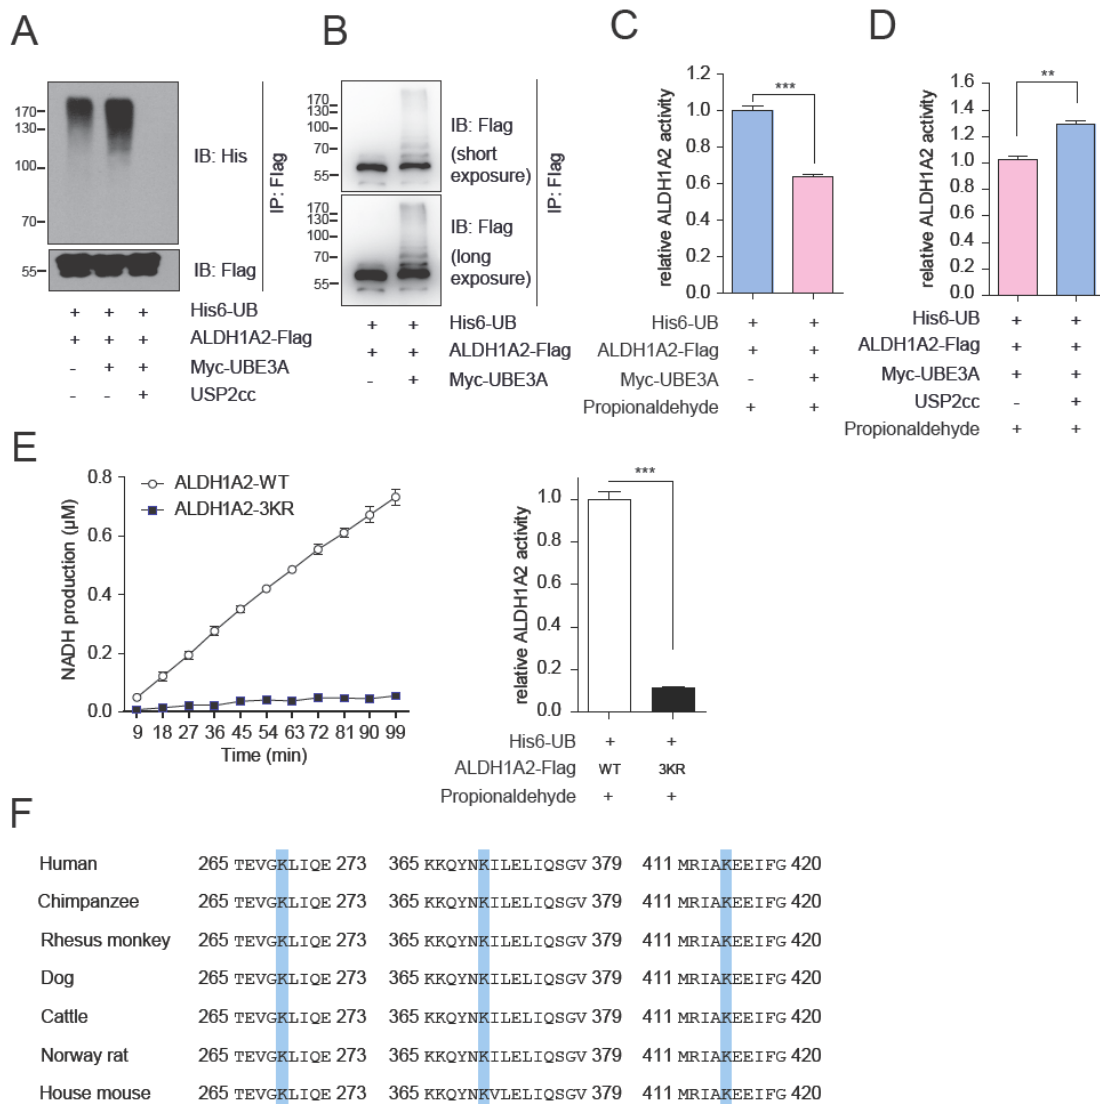 A
170
130
100
70
55
IB: His
IB: Flag
IP: Flag
+ + + His6-UB
+ + + ALDH1A2-Flag
- + + Myc-UBE3A
- - + USP2cc
B
170
130
100
70
55
IB: Flag
(short
exposure)
170
130
100
70
55
IB: Flag
(long
exposure)
IP: Flag
+ + His6-UB
+ + ALDH1A2-Flag
- + Myc-UBE3A
C
relative ALDH1A2 activity
1.2
1.0
0.8
0.6
0.4
0.2
0.0
***
His6-UB + +
ALDH1A2-Flag + +
Myc-UBE3A - +
Propionaldehyde + +
D
relative ALDH1A2 activity
1.6
1.4
1.2
1.0
0.8
0.6
0.4
0.2
0.0
**
His6-UB + +
ALDH1A2-Flag + +
Myc-UBE3A + +
USP2cc - +
Propionaldehyde + +
E
NADH production (µM)
0.8
0.6
0.4
0.2
0.0
ALDH1A2-WT
ALDH1A2-3KR
9 18 27 36 45 54 63 72 81 90 99
Time (min)
relative ALDH1A2 activity
1.0
0.8
0.6
0.4
0.2
0.0
***
His6-UB + +
ALDH1A2-Flag WT 3KR
Propionaldehyde + +
F
Human 265 TEVGKLIQE 273 365 KKQYNKILELIQSGV 379 411 MRIAKEEIFG 420
Chimpanzee 265 TEVGKLIQE 273 365 KKQYNKILELIQSGV 379 411 MRIAKEEIFG 420
Rhesus monkey 265 TEVGKLIQE 273 365 KKQYNKILELIQSGV 379 411 MRIAKEEIFG 420
Dog 265 TEVGKLIQE 273 365 KKQYNKILELIQSGV 379 411 MRIAKEEIFG 420
Cattle 265 TEVGKLIQE 273 365 KKQYNKILELIQSGV 379 411 MRIAKEEIFG 420
Norway rat 265 TEVGKLIQE 273 365 KKQYNKILELIQSGV 379 411 MRIAKEEIFG 420
House mouse 265 TEVGKLIQE 273 365 KKQYNKVLELIQSGV 379 411 MRIAKEEIFG 420